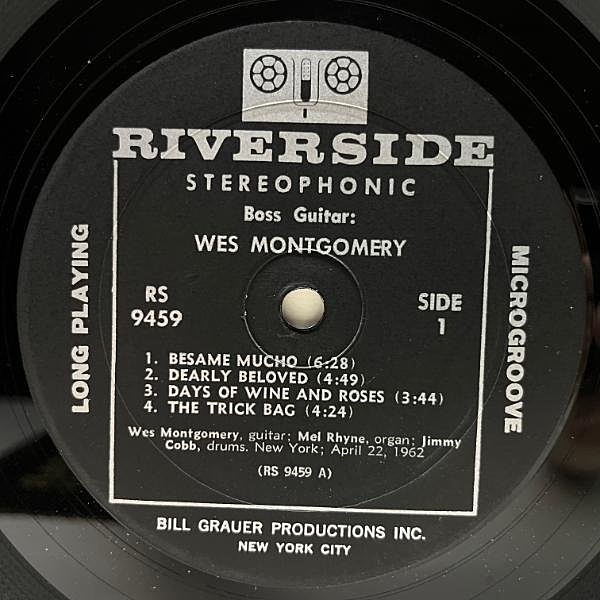 RIVERSIDE
STEREOPHONIC
Boss Guitar:
WES MONTGOMERY
RS
9459
SIDE
1
LONG PLAYING
MICROGROOVE
1. BESAME MUCHO (6:28)
2. DEARLY BELOVED (4:49)
3. DAYS OF WINE AND ROSES (3:44)
4. THE TRICK BAG (4:24)
Wes Montgomery, guitar; Mel Rhyne, organ; Jimmy
Cobb, drums. New York; April 22, 1962
(RS 9459 A)
BILL GRAUER PRODUCTIONS INC.
NEW YORK CITY